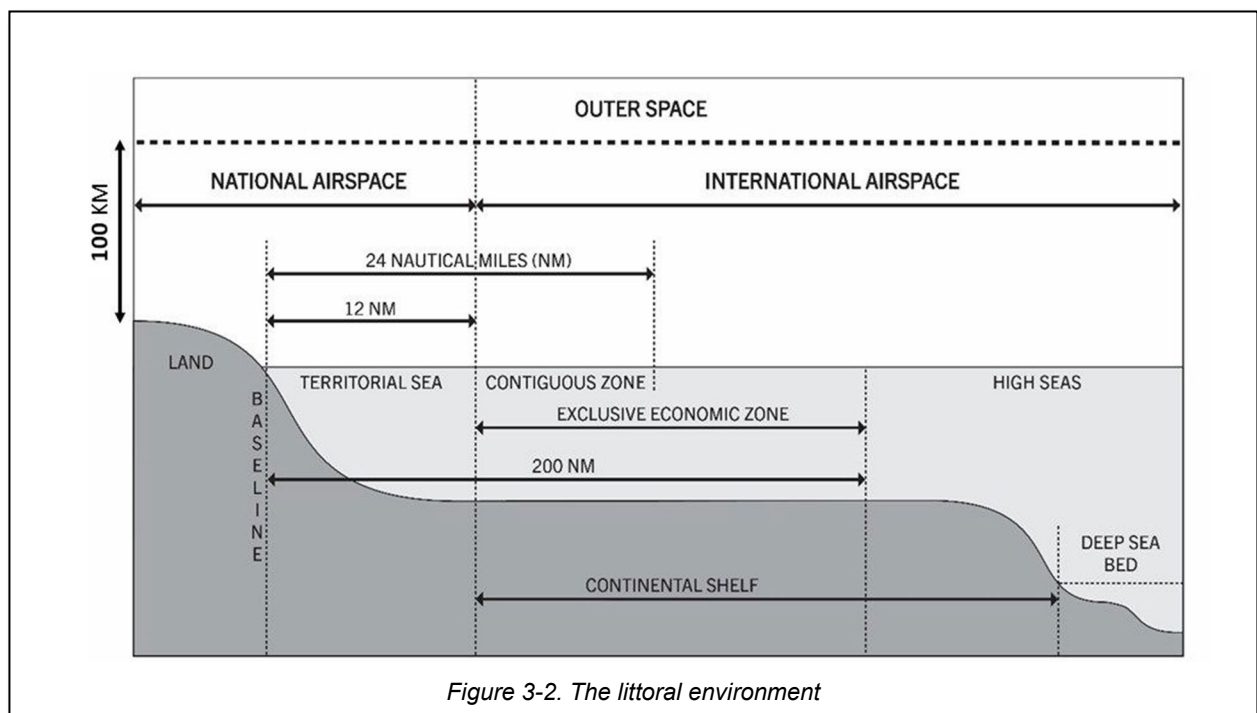 OUTER SPACE
100 KM
NATIONAL AIRSPACE
INTERNATIONAL AIRSPACE
24 NAUTICAL MILES (NM)
12 NM
LAND
TERRITORIAL SEA
CONTIGUOUS ZONE
HIGH SEAS
BASELINE
EXCLUSIVE ECONOMIC ZONE
200 NM
DEEP SEA
BED
CONTINENTAL SHELF
Figure 3-2. The littoral environment